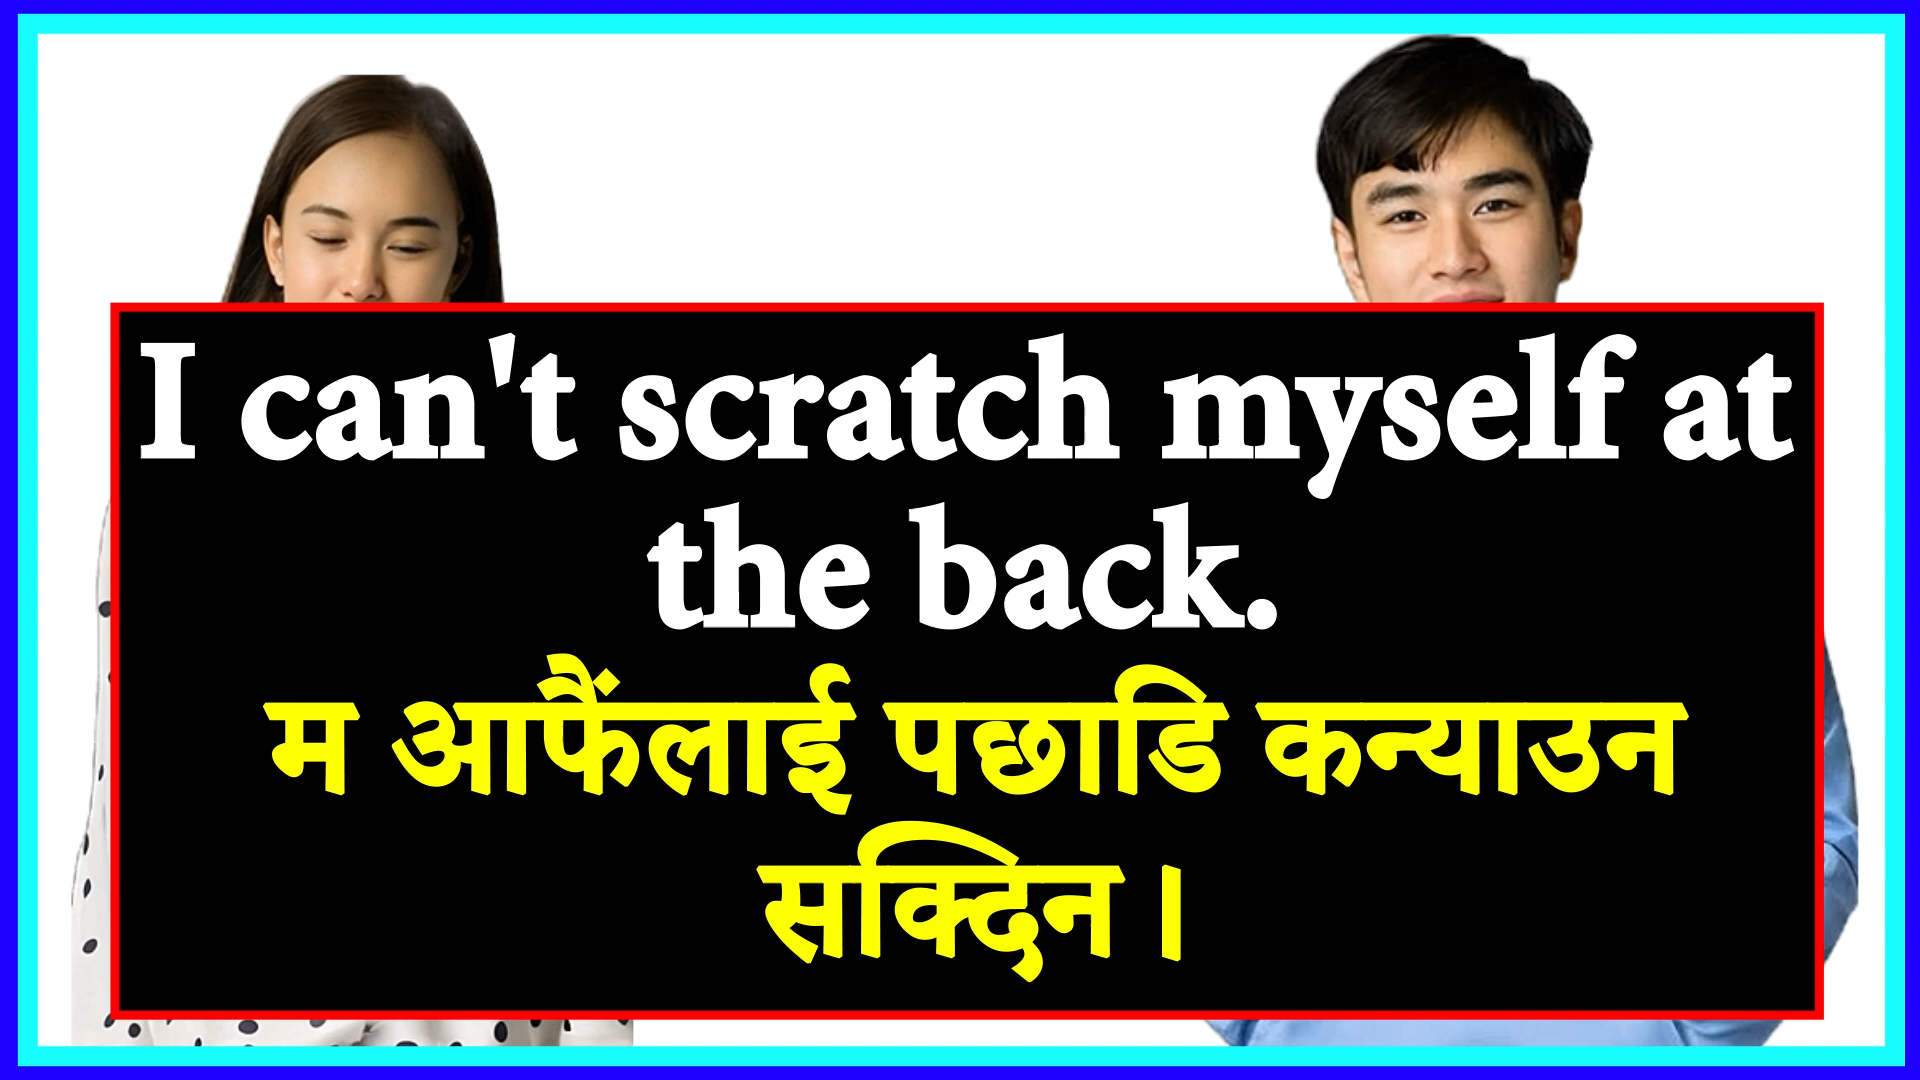 I can't scratch myself at
the back.
म आफैंलाई पछाडि कन्याउन
सक्दिन ।